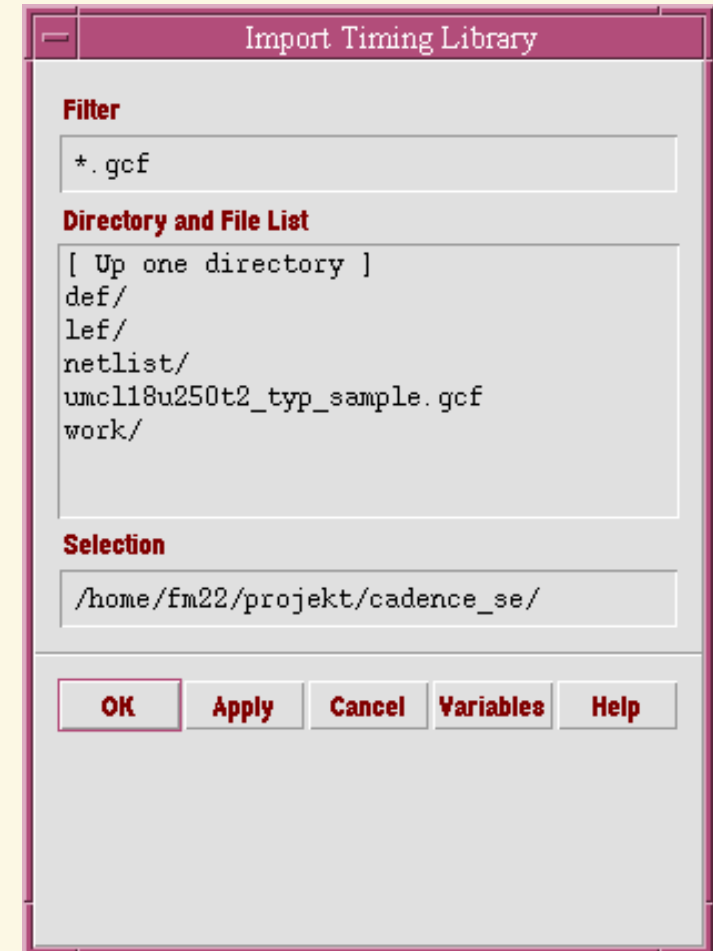 Import Timing Library
Filter
*.gcf
Directory and File List
[ Up one directory ]
def/
lef/
netlist/
umcl18u250t2_typ_sample.gcf
work/
Selection
/home/fm22/projekt/cadence_se/
OK Apply Cancel Variables Help